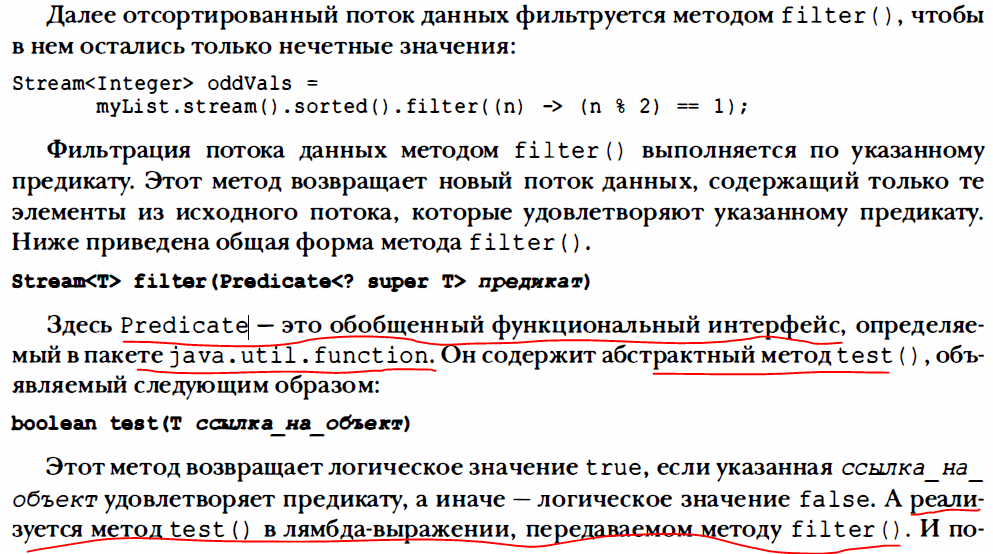 Далее отсортированный поток данных фильтруется методом filter(), чтобы
в нем остались только нечетные значения:
Stream<Integer> oddVals =
myList.stream().sorted().filter((n) -> (n % 2) == 1);
Фильтрация потока данных методом filter() выполняется по указанному
предикату. Этот метод возвращает новый поток данных, содержащий только те
элементы из исходного потока, которые удовлетворяют указанному предикату.
Ниже приведена общая форма метода filter().
Stream<T> filter(Predicate<? super T> предикат)
Здесь Predicate — это обобщенный функциональный интерфейс, определяе-
мый в пакете java.util.function. Он содержит абстрактный метод test(), объ-
являемый следующим образом:
boolean test(T ссылка_на_объект)
Этот метод возвращает логическое значение true, если указанная ссылка_на_
объект удовлетворяет предикату, а иначе — логическое значение false. А реали-
зуется метод test() в лямбда-выражении, передаваемом методу filter(). И по-